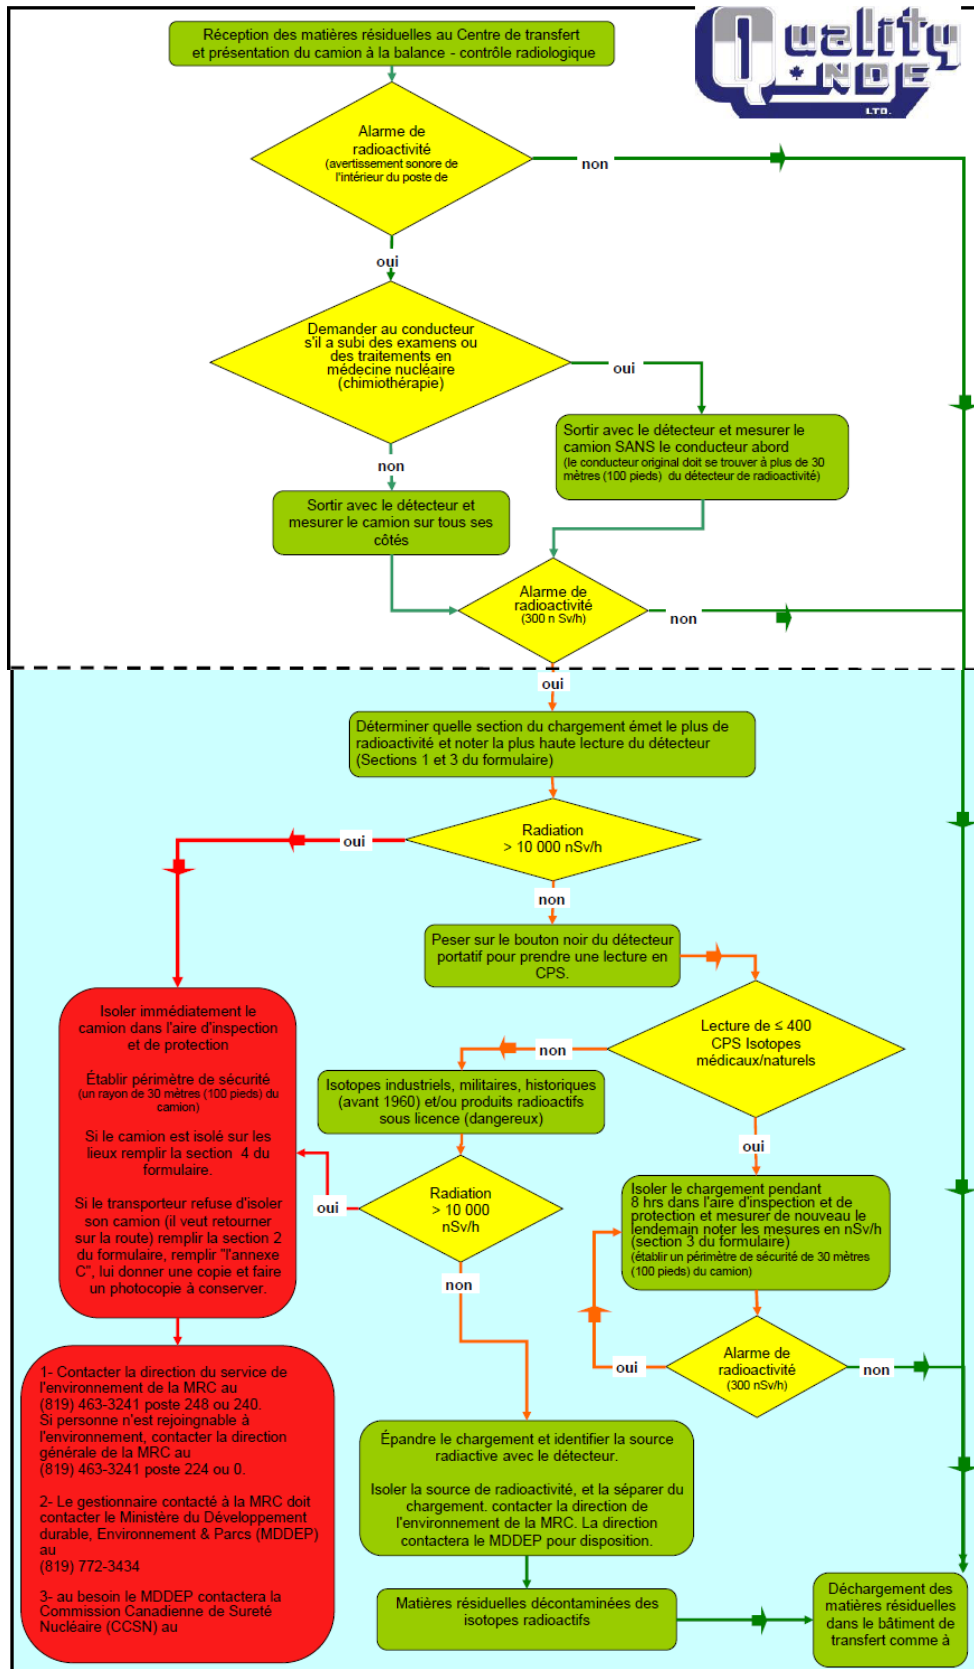 Quality
NDE
LTD.
Réception des matières résiduelles au Centre de transfert
et présentation du camion à la balance - contrôle radiologique
Alarme de
radioactivité
(avertissement sonore de
l'intérieur du poste de
non
oui
Demander au conducteur
s'il a subi des examens ou
des traitements en
médecine nucléaire
(chimiothérapie)
oui
non
Sortir avec le détecteur et mesurer le
camion SANS le conducteur abord
(le conducteur original doit se trouver à plus de 30
mètres (100 pieds) du détecteur de radioactivité)
Sortir avec le détecteur et
mesurer le camion sur tous ses
côtés
Alarme de
radioactivité
(300 n Sv/h)
non
oui
Déterminer quelle section du chargement émet le plus de
radioactivité et noter la plus haute lecture du détecteur
(Sections 1 et 3 du formulaire)
Radiation
> 10 000 nSv/h
oui
non
Peser sur le bouton noir du détecteur
portatif pour prendre une lecture en
CPS.
Lecture de ≤ 400
CPS Isotopes
médicaux/naturels
non
oui
Isoler immédiatement le
camion dans l'aire d'inspection
et de protection
Établir périmètre de sécurité
(un rayon de 30 mètres (100 pieds) du
camion)
Si le camion est isolé sur les
lieux remplir la section 4 du
formulaire.
Si le transporteur refuse d'isoler
son camion (il veut retourner
sur la route) remplir la section 2
du formulaire, remplir "l'annexe
C", lui donner une copie et faire
un photocopie à conserver.
Isotopes industriels, militaires, historiques
(avant 1960) et/ou produits radioactifs
sous licence (dangereux)
Radiation
> 10 000
nSv/h
oui
non
Isoler le chargement pendant
8 hrs dans l'aire d'inspection et de
protection et mesurer de nouveau le
lendemain noter les mesures en nSv/h
(section 3 du formulaire)
(établir un périmètre de sécurité de 30 mètres
(100 pieds) du camion)
Alarme de
radioactivité
(300 nSv/h)
oui
non
1- Contacter la direction du service de
l'environnement de la MRC au
(819) 463-3241 poste 248 ou 240.
Si personne n'est rejoingnable à
l'environnement, contacter la direction
générale de la MRC au
(819) 463-3241 poste 224 ou 0.
2- Le gestionnaire contacté à la MRC doit
contacter le Ministère du Développement
durable, Environnement & Parcs (MDDEP)
au
(819) 772-3434
3- au besoin le MDDEP contactera la
Commission Canadienne de Sureté
Nucléaire (CCSN) au
Épandre le chargement et identifier la source
radiactive avec le détecteur.
Isoler la source de radioactivité, et la séparer du
chargement. contacter la direction de
l'environnement de la MRC. La direction
contactera le MDDEP pour disposition.
Matières résiduelles décontaminées des
isotopes radioactifs
Déchargement des
matières résiduelles
dans le bâtiment de
transfert comme à